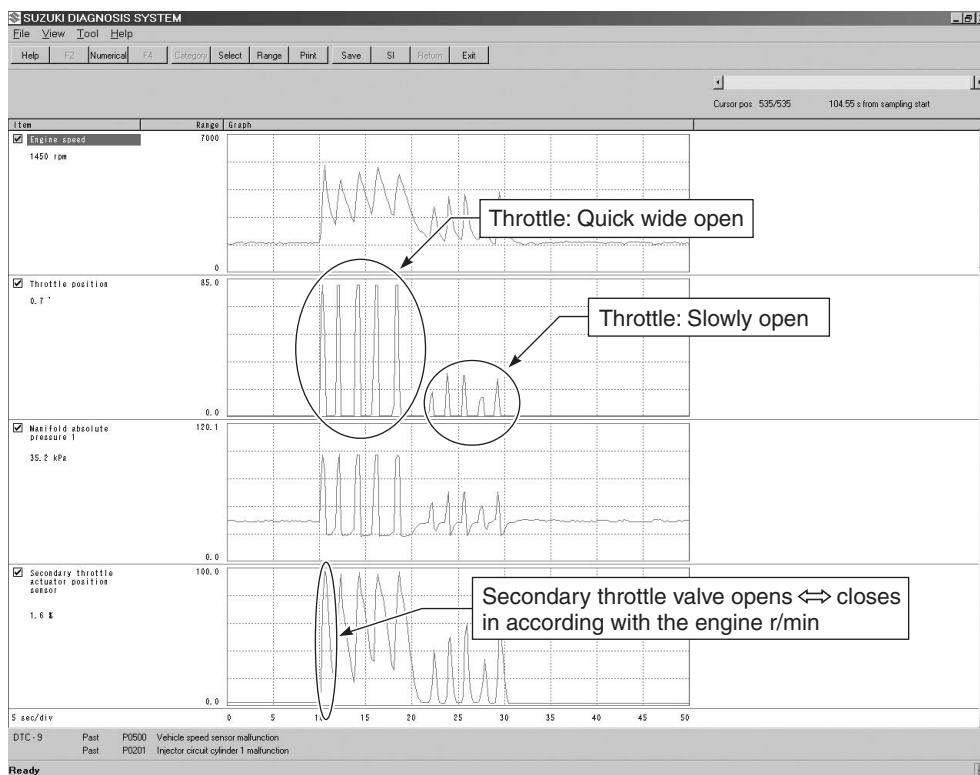 SUZUKI DIAGNOSIS SYSTEM
File View Tool Help
Help F2 Numerical F4 Category Select Range Print Save SI Return Exit
Cursor pos 535/535 104.55 s from sampling start
Item Range Graph
Engine speed 7000
1450 rpm
0
Throttle: Quick wide open
Throttle position 85.0
0.7 °
Throttle: Slowly open
0.0
Manifold absolute 120.1
pressure 1
35.2 kPa
0.0
Secondary throttle 100.0
actuator position
sensor
1.6 %
Secondary throttle valve opens ⇔ closes
in according with the engine r/min
0.0
5 sec/div 0 5 10 15 20 25 30 35 40 45 50
DTC - 9 Past P0500 Vehicle speed sensor malfunction
Past P0201 Injector circuit cylinder 1 malfunction
Ready